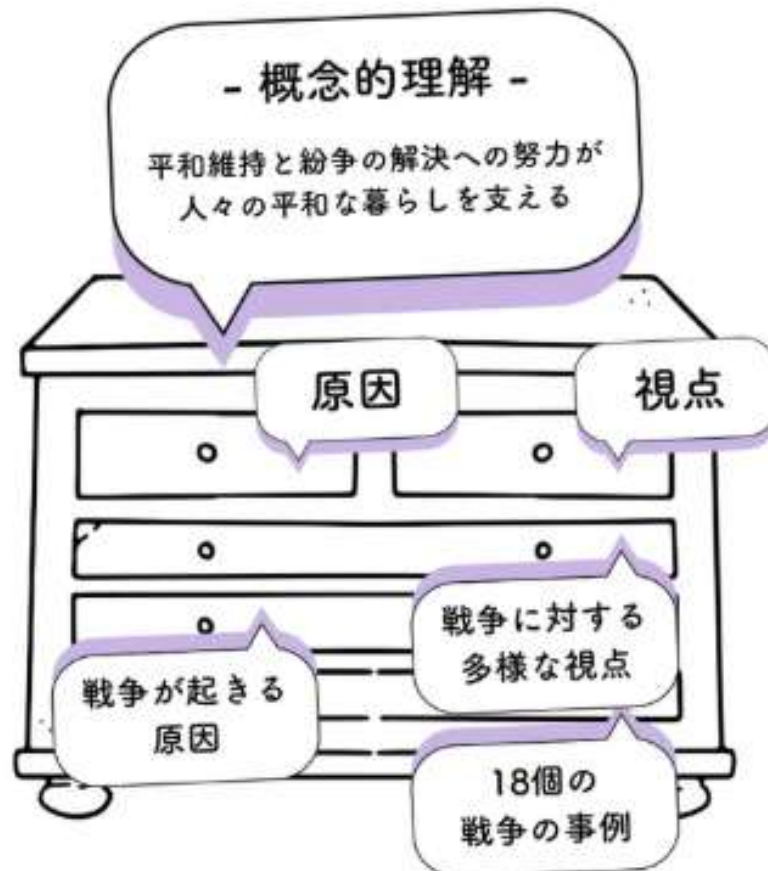 - 概念的理解 -
平和維持と紛争の解決への努力が
人々の平和な暮らしを支える
原因
視点
戦争に対する
多様な視点
戦争が起きる
原因
18個の
戦争の事例